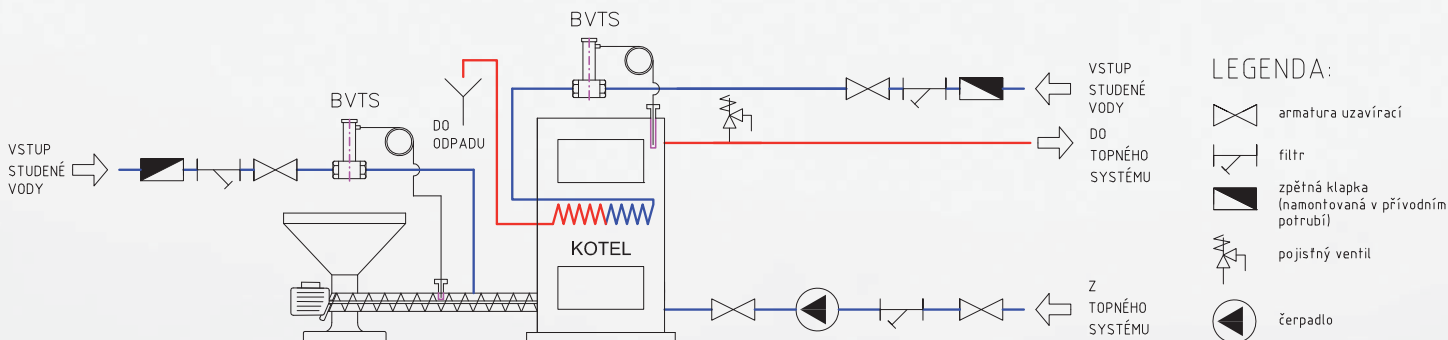 BVTS
BVTS
VSTUP
STUDENÉ
VODY
DO
ODPADU
KOTEL
VSTUP
STUDENÉ
VODY
DO
TOPNÉHO
SYSTÉMU
Z
TOPNÉHO
SYSTÉMU
LEGENDA:
armatura uzavírací
filtr
zpětná klapka
(namontovaná v přívodním
potrubí)
pojistný ventil
čerpadlo